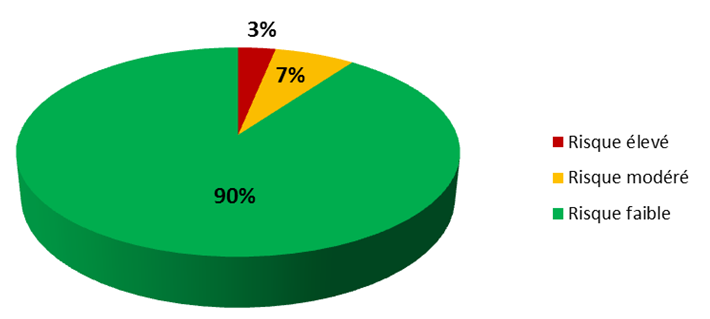 3%
7%
90%
Risque élevé
Risque modéré
Risque faible